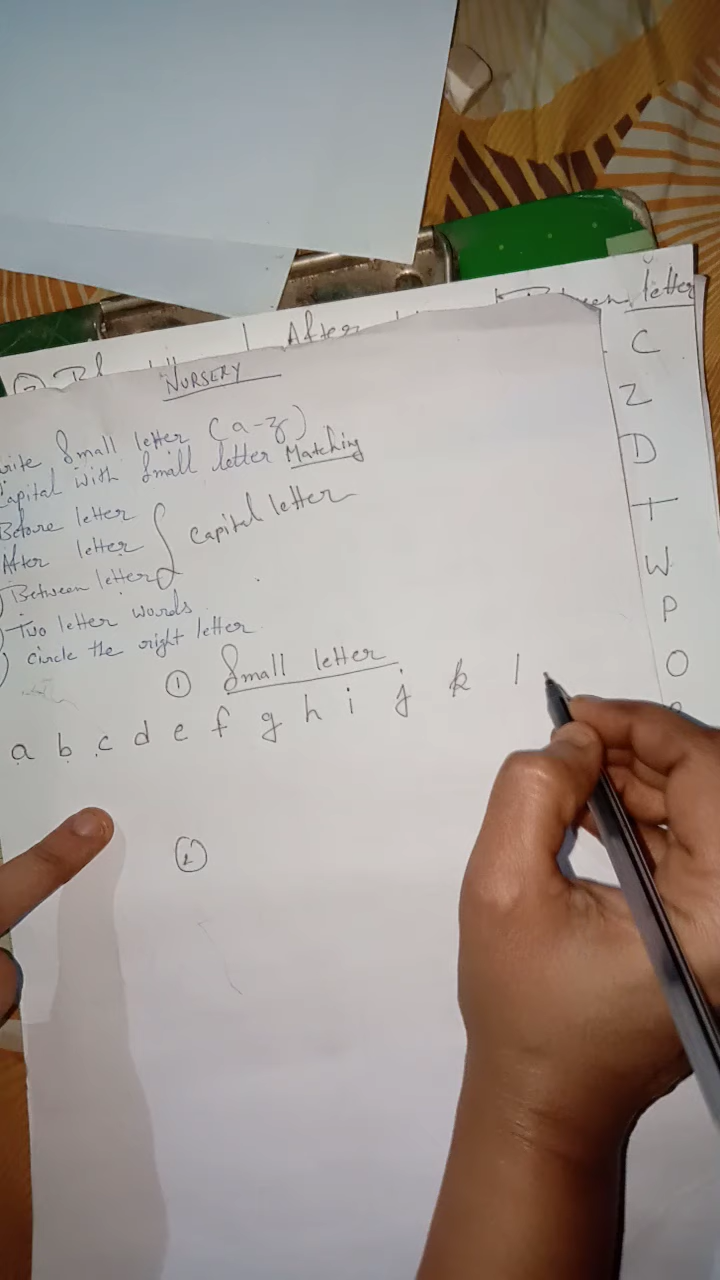 After letter
NURSERY
Small letter (a-z)
Capital with Small letter Matching
Before letter
After letter
Between letter
Capital letter
Two letter words
Circle the right letter
① Small letter
a b c d e f g h i j k l
②
C
Z
D
T
W
P
O